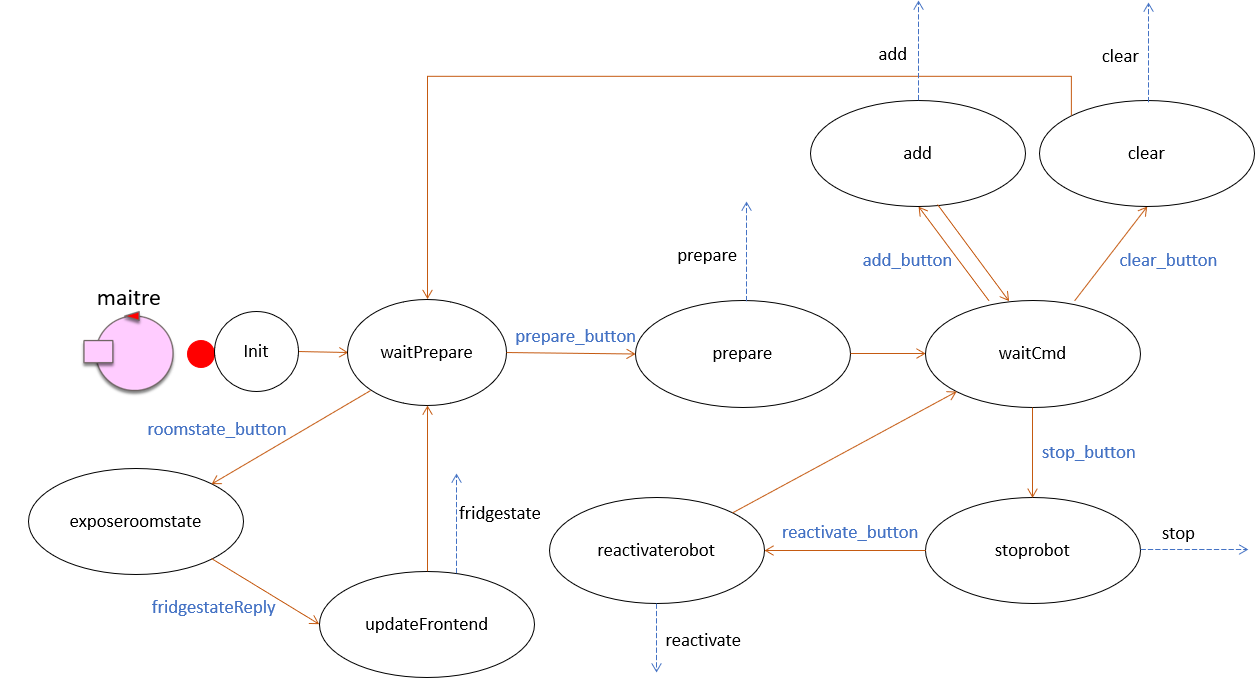 add
clear
add
clear
prepare
add_button
clear_button
maitre
Init
waitPrepare
prepare_button
prepare
waitCmd
roomstate_button
stop_button
exposeroomstate
fridgestate
reactivaterobot
reactivate_button
stoprobot
stop
fridgestateReply
updateFrontend
reactivate